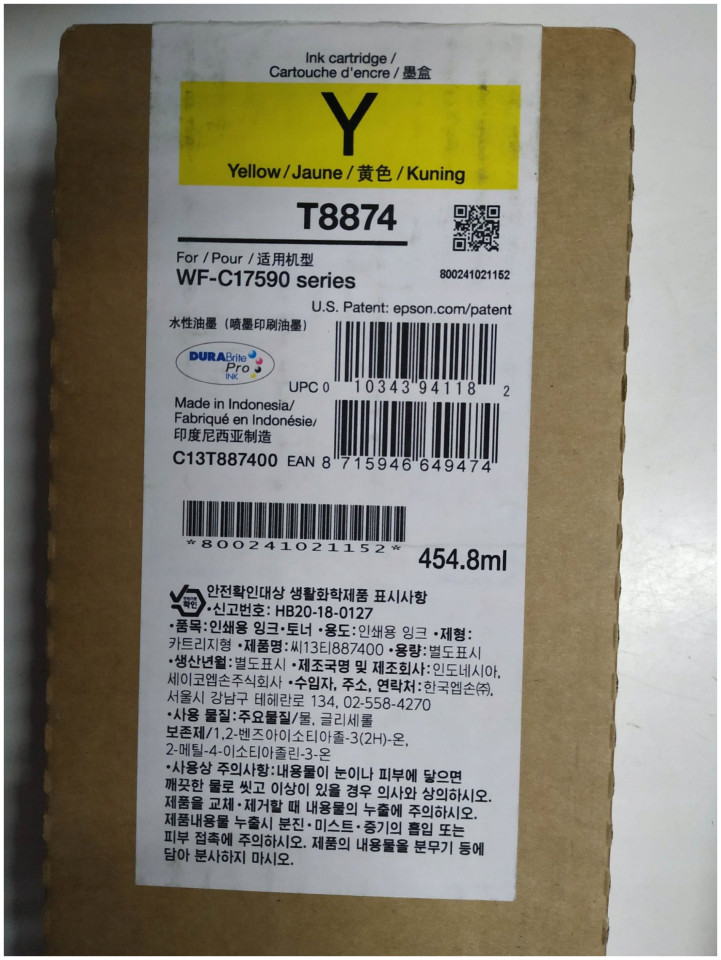 Ink cartridge /
Cartouche d'encre / 墨盒
Y
Yellow / Jaune / 黄色 / Kuning
T8874
For / Pour / 适用机型
WF-C17590 series
800241021152
U.S. Patent: epson.com/patent
水性油墨 (喷墨印刷油墨)
DURABrite
Pro
INK
UPC 0 10343 94118 2
Made in Indonesia/
Fabriqué en Indonésie/
印度尼西亚制造
C13T887400 EAN 8 715946 649474
*800241021152*
454.8ml
안전확인대상 생활화학제품 표시사항
확인
•신고번호: HB20-18-0127
•품목:인쇄용 잉크•토너 •용도:인쇄용 잉크 •제형:
카트리지형 •제품명:씨13티887400 •용량:별도표시
•생산년월:별도표시 •제조국명 및 제조회사:인도네시아,
세이코엡손주식회사 •수입자, 주소, 연락처:한국엡손㈜,
서울시 강남구 테헤란로 134, 02-558-4270
•사용 물질:주요물질/물, 글리세롤
보존제/1,2-벤즈아이소티아졸-3(2H)-온,
2-메틸-4-이소티아졸린-3-온
•사용상 주의사항:내용물이 눈이나 피부에 닿으면
깨끗한 물로 씻고 이상이 있을 경우 의사와 상의하시오.
제품을 교체•제거할 때 내용물의 누출에 주의하시오.
제품내용물 누출시 분진•미스트•증기의 흡입 또는
피부 접촉에 주의하시오. 제품의 내용물을 분무기 등에
담아 분사하지 마시오.